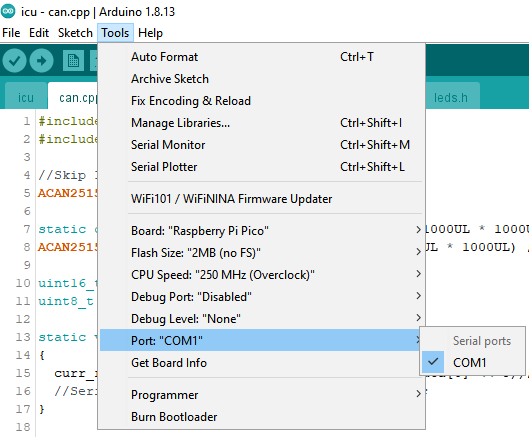 icu - can.cpp | Arduino 1.8.13
File Edit Sketch Tools Help
Auto Format Ctrl+T
Archive Sketch
Fix Encoding & Reload
Manage Libraries... Ctrl+Shift+I
Serial Monitor Ctrl+Shift+M
Serial Plotter Ctrl+Shift+L
WiFi101 / WiFiNINA Firmware Updater
Board: "Raspberry Pi Pico"
Flash Size: "2MB (no FS)"
CPU Speed: "250 MHz (Overclock)"
Debug Port: "Disabled"
Debug Level: "None"
Port: "COM1"
Get Board Info
Programmer
Burn Bootloader
Serial ports
COM1
icu can.cpp leds.h
1 #include
2 #include
3
4 //Skip
5 ACAN2515
6
7 static 1000UL * 1000U
8 ACAN2515 UL * 1000UL) /
9
10 uint16_t
11 uint8_t
12
13 static
14 {
15 curr_
16 //Seri
17 }
18